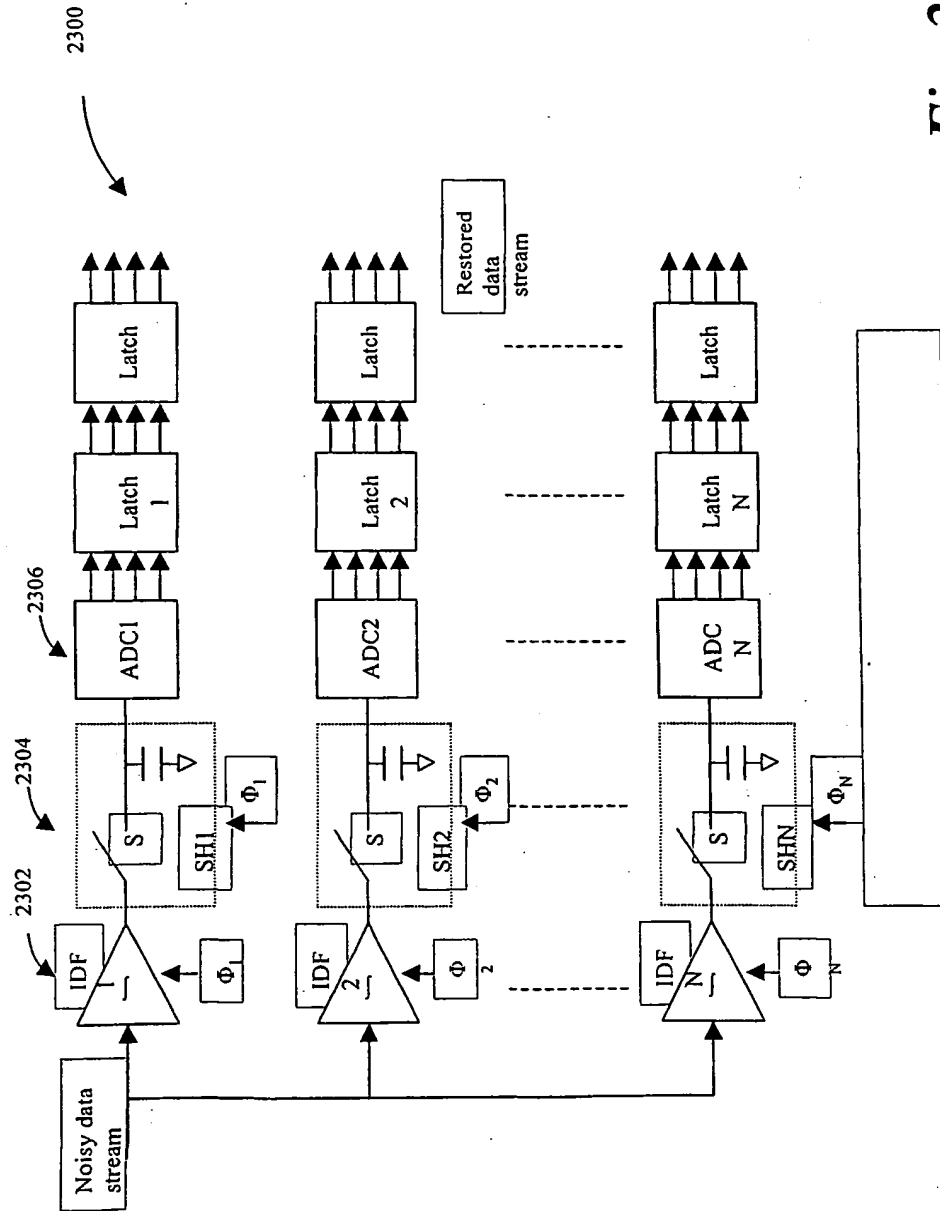 2300
2302
2304
2306
Noisy data
stream
IDF
1
∫
Φ1
S
SH1
Φ1
ADC1
Latch
1
Latch
IDF
2
∫
Φ
2
S
SH2
Φ2
ADC2
Latch
2
Latch
Restored
data
stream
IDF
N
∫
Φ
N
S
SHN
ΦN
ADC
N
Latch
N
Latch